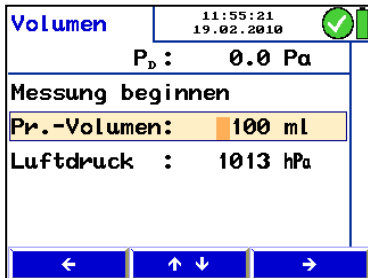 Volumen
11:55:21
19.02.2010
PD: 0.0 Pa
Messung beginnen
Pr.-Volumen: 100 ml
Luftdruck : 1013 hPa
← ↑ ↓ →